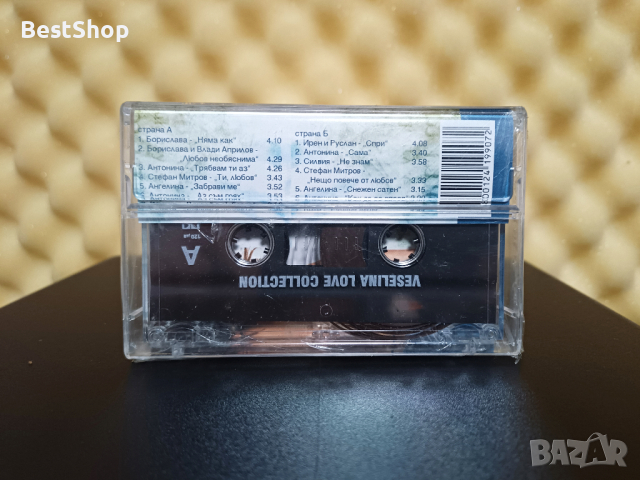 BestShop
страна А
1. Борислава - „Няма как“ 4.10
2. Борислава и Влади Априлов -
„Любов необяснима“ 4.29
3. Антонина - „Трябвам ти аз“ 4.26
4. Стефан Митров - „Ти, любов“ 3.43
5. Ангелина - „Забрави ме“ 3.52
страна Б
1. Ирен и Руслан - „Спри“ 4.08
2. Антонина - „Сама“ 3.40
3. Силвия - „Не знам“ 3.58
4. Стефан Митров -
„Нещо повече от любов“ 3.33
5. Ангелина - „Снежен сатен“ 3.15
A
VESELINA LOVE COLLECTION
BAZAR